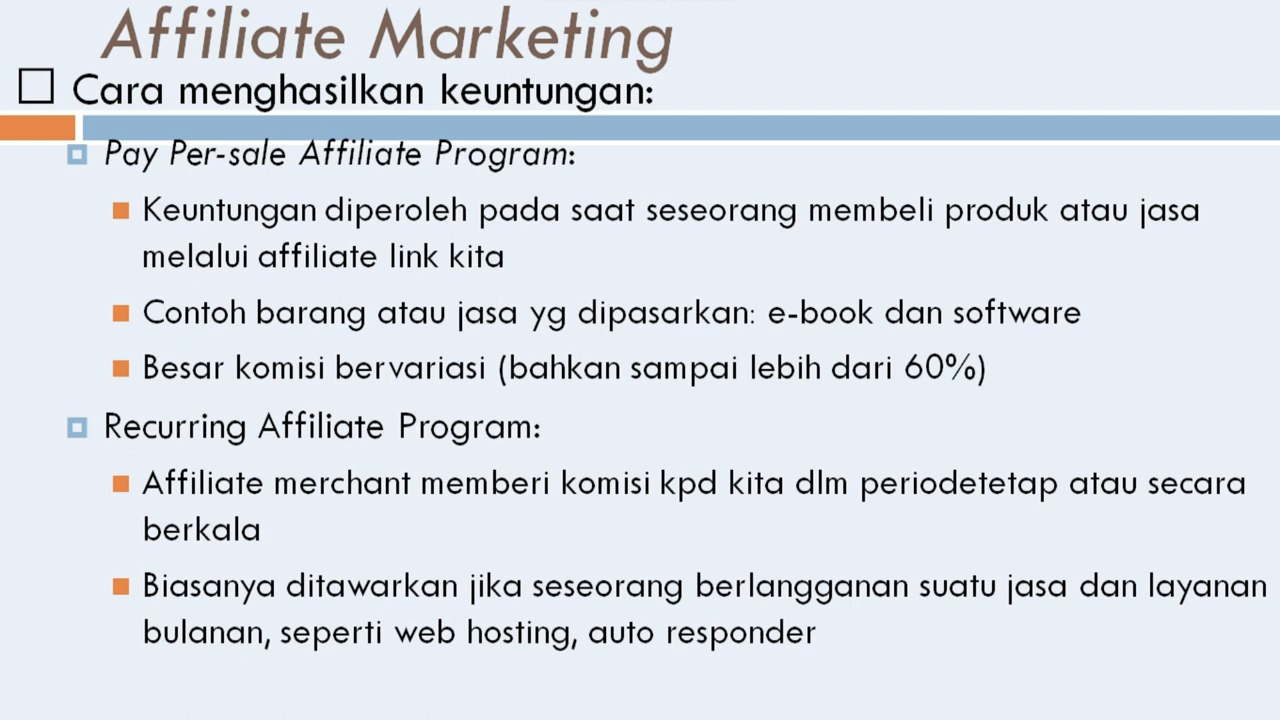 Affiliate Marketing
Cara menghasilkan keuntungan:
Pay Per-sale Affiliate Program:
Keuntungan diperoleh pada saat seseorang membeli produk atau jasa
melalui affiliate link kita
Contoh barang atau jasa yg dipasarkan: e-book dan software
Besar komisi bervariasi (bahkan sampai lebih dari 60%)
Recurring Affiliate Program:
Affiliate merchant memberi komisi kpd kita dlm periodetetap atau secara
berkala
Biasanya ditawarkan jika seseorang berlangganan suatu jasa dan layanan
bulanan, seperti web hosting, auto responder